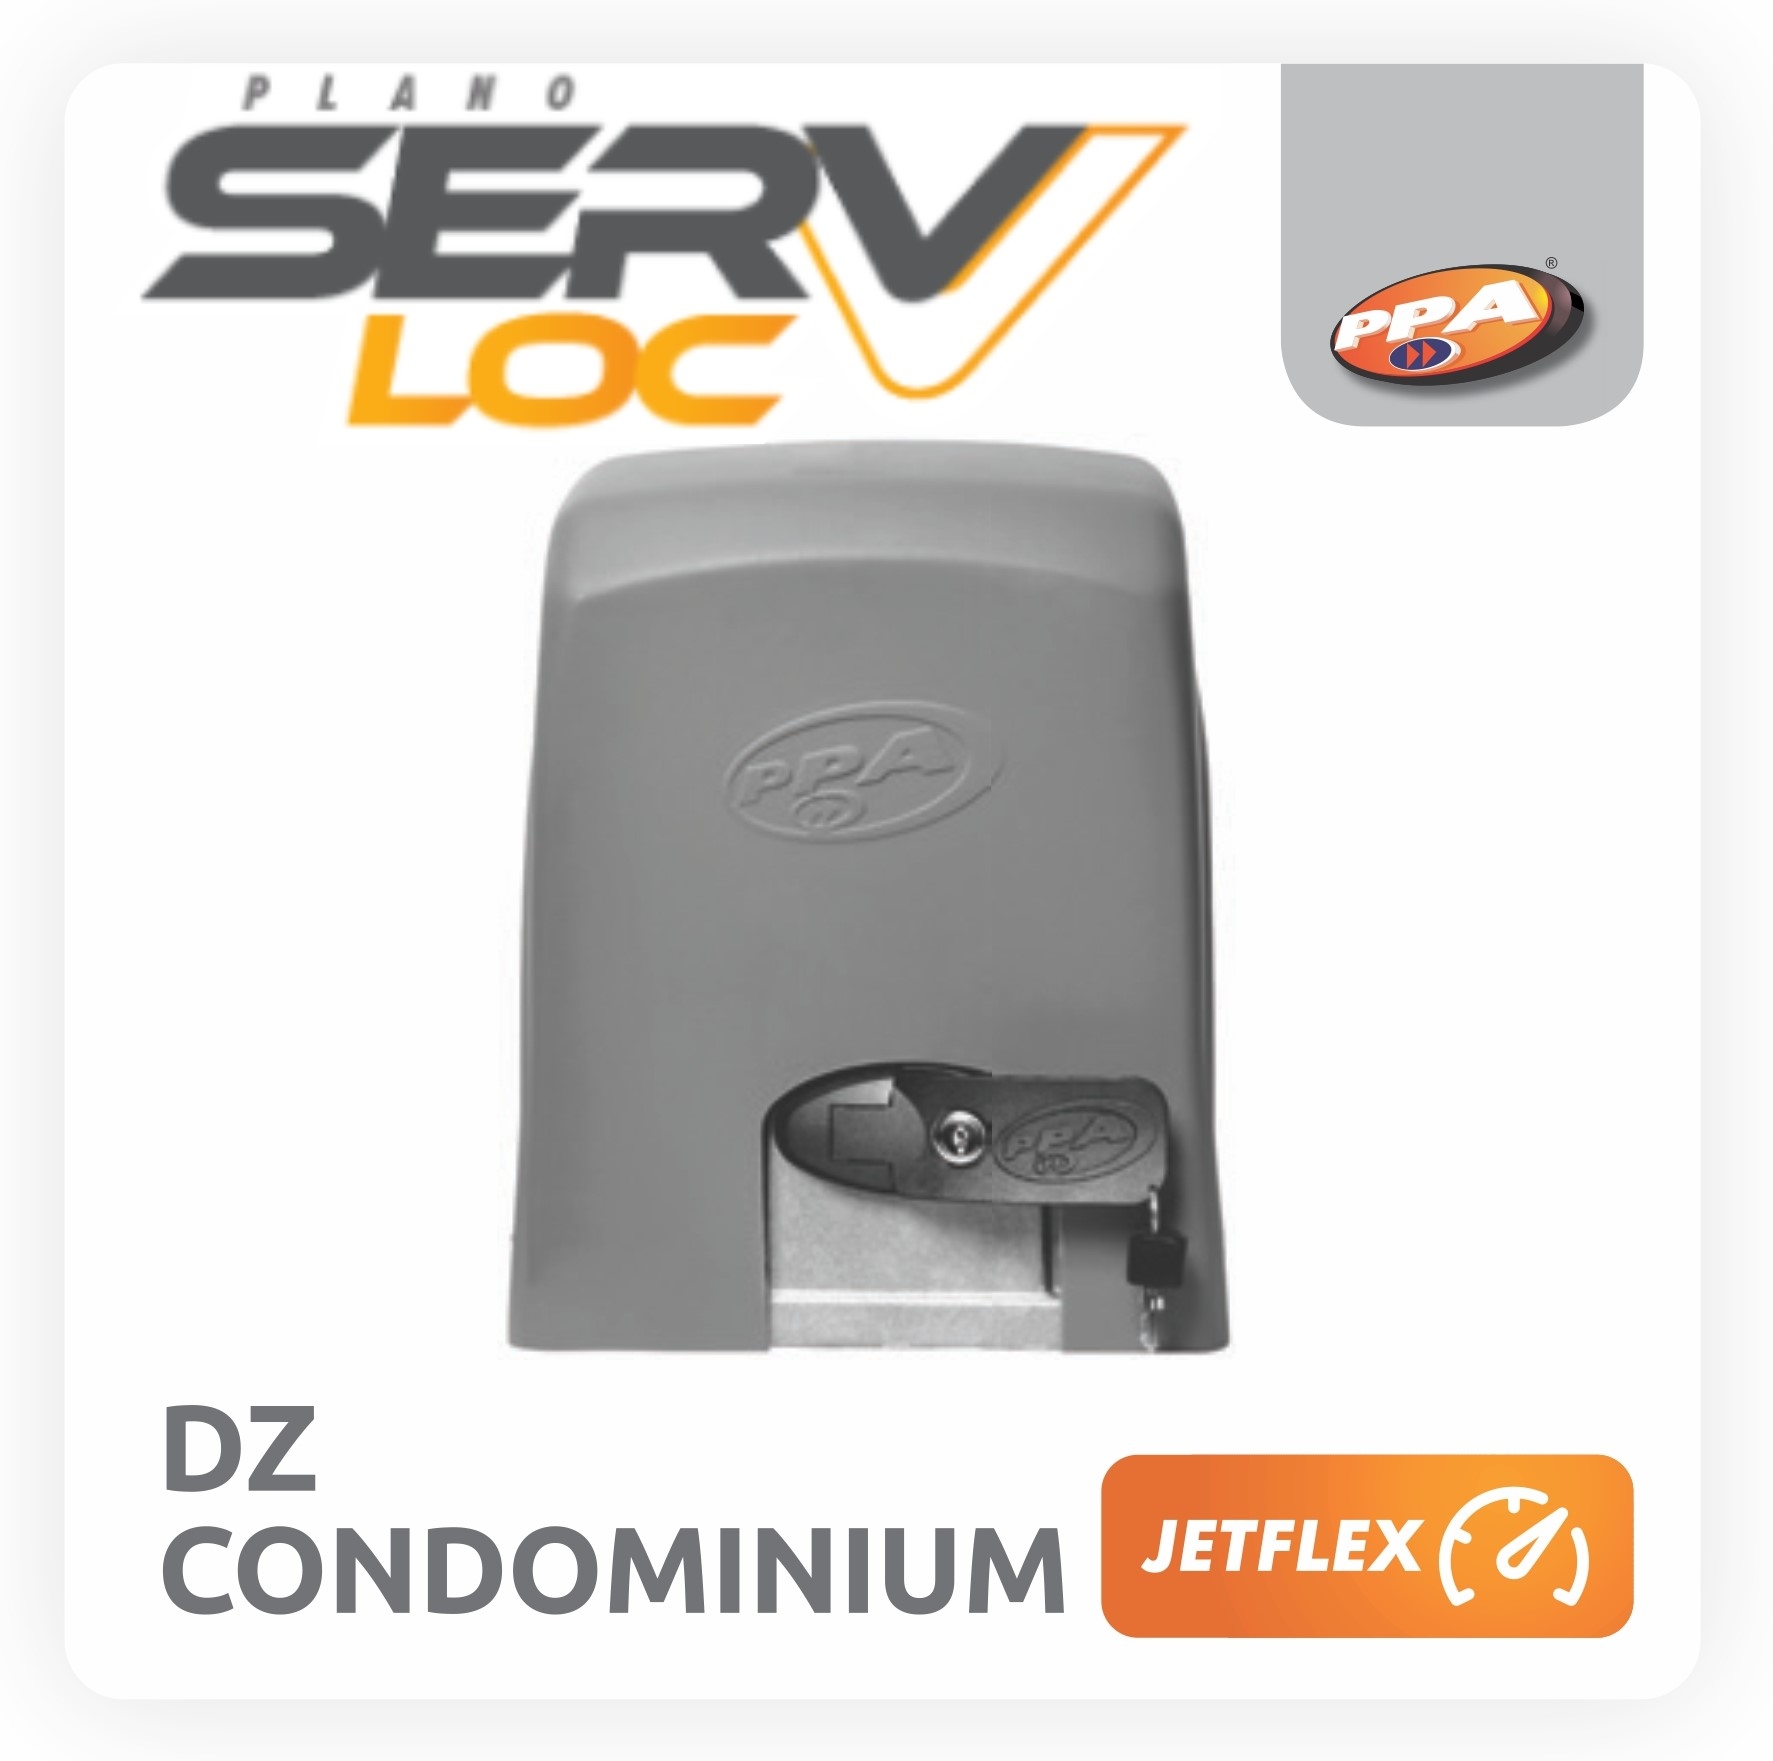 PLANO
SERV
LOC
PPA®
PPA
PPA
DZ
CONDOMINIUM
JETFLEX